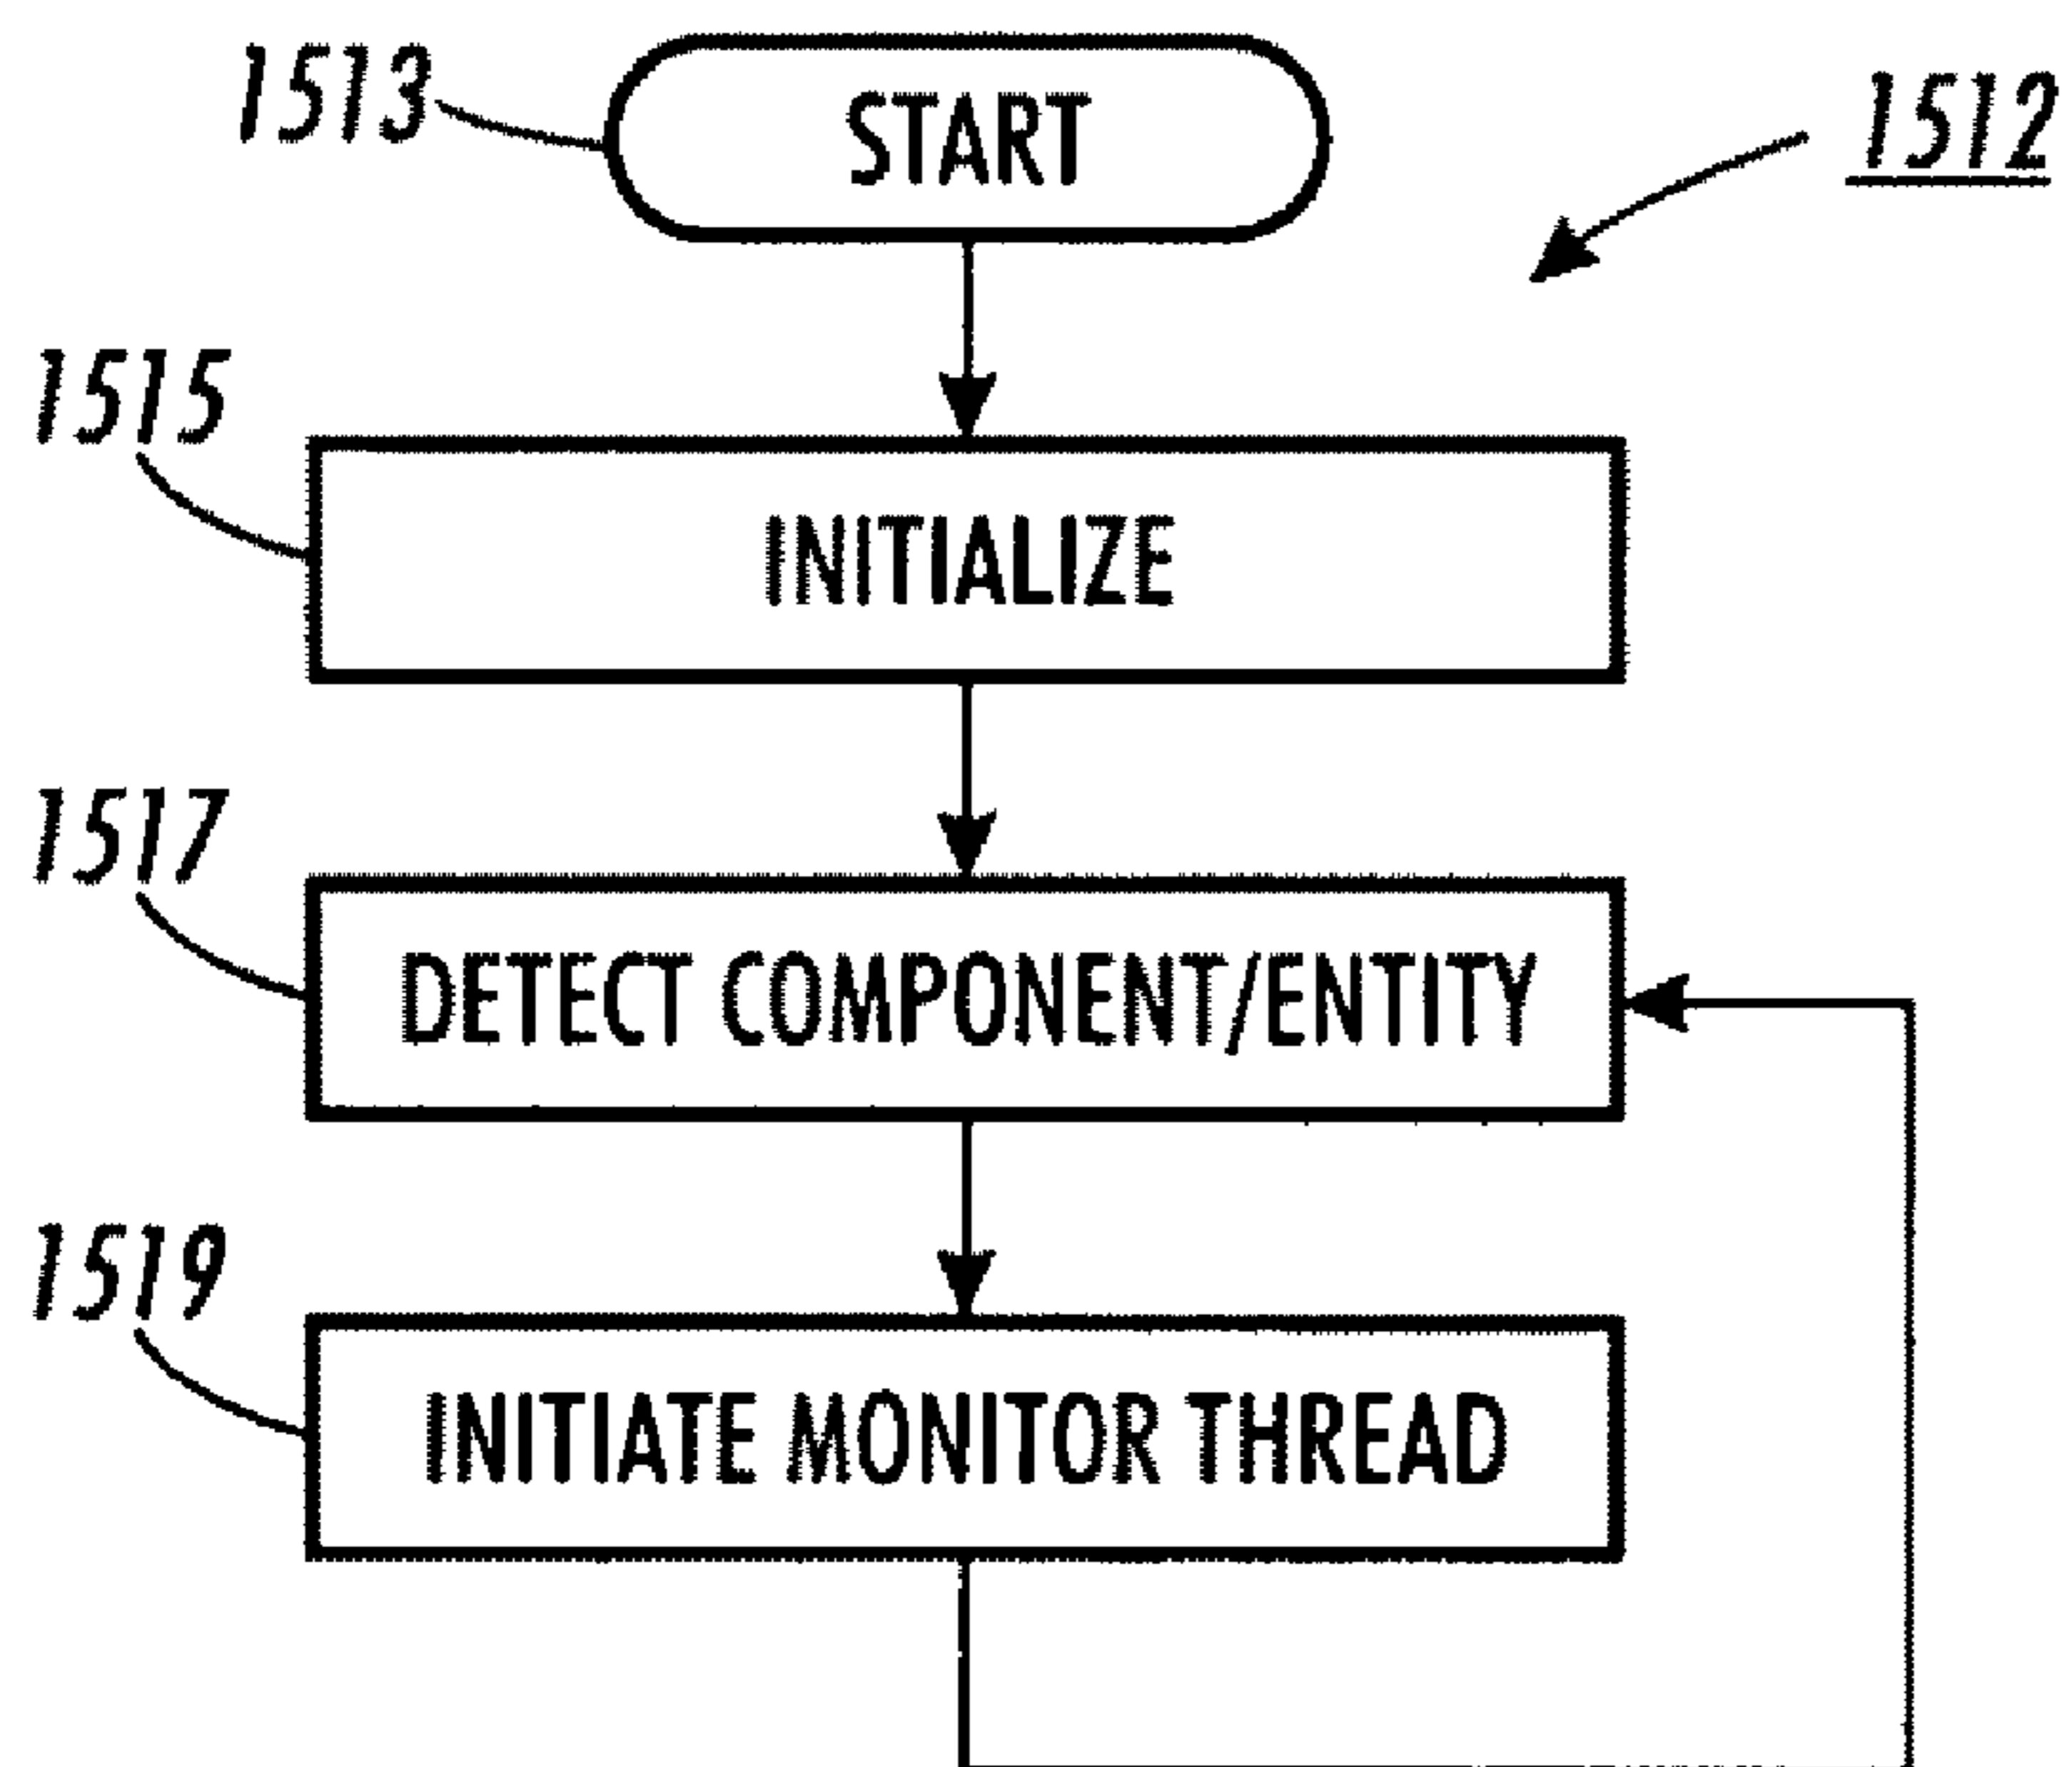 1513
START
1512
1515
INITIALIZE
1517
DETECT COMPONENT/ENTITY
1519
INITIATE MONITOR THREAD